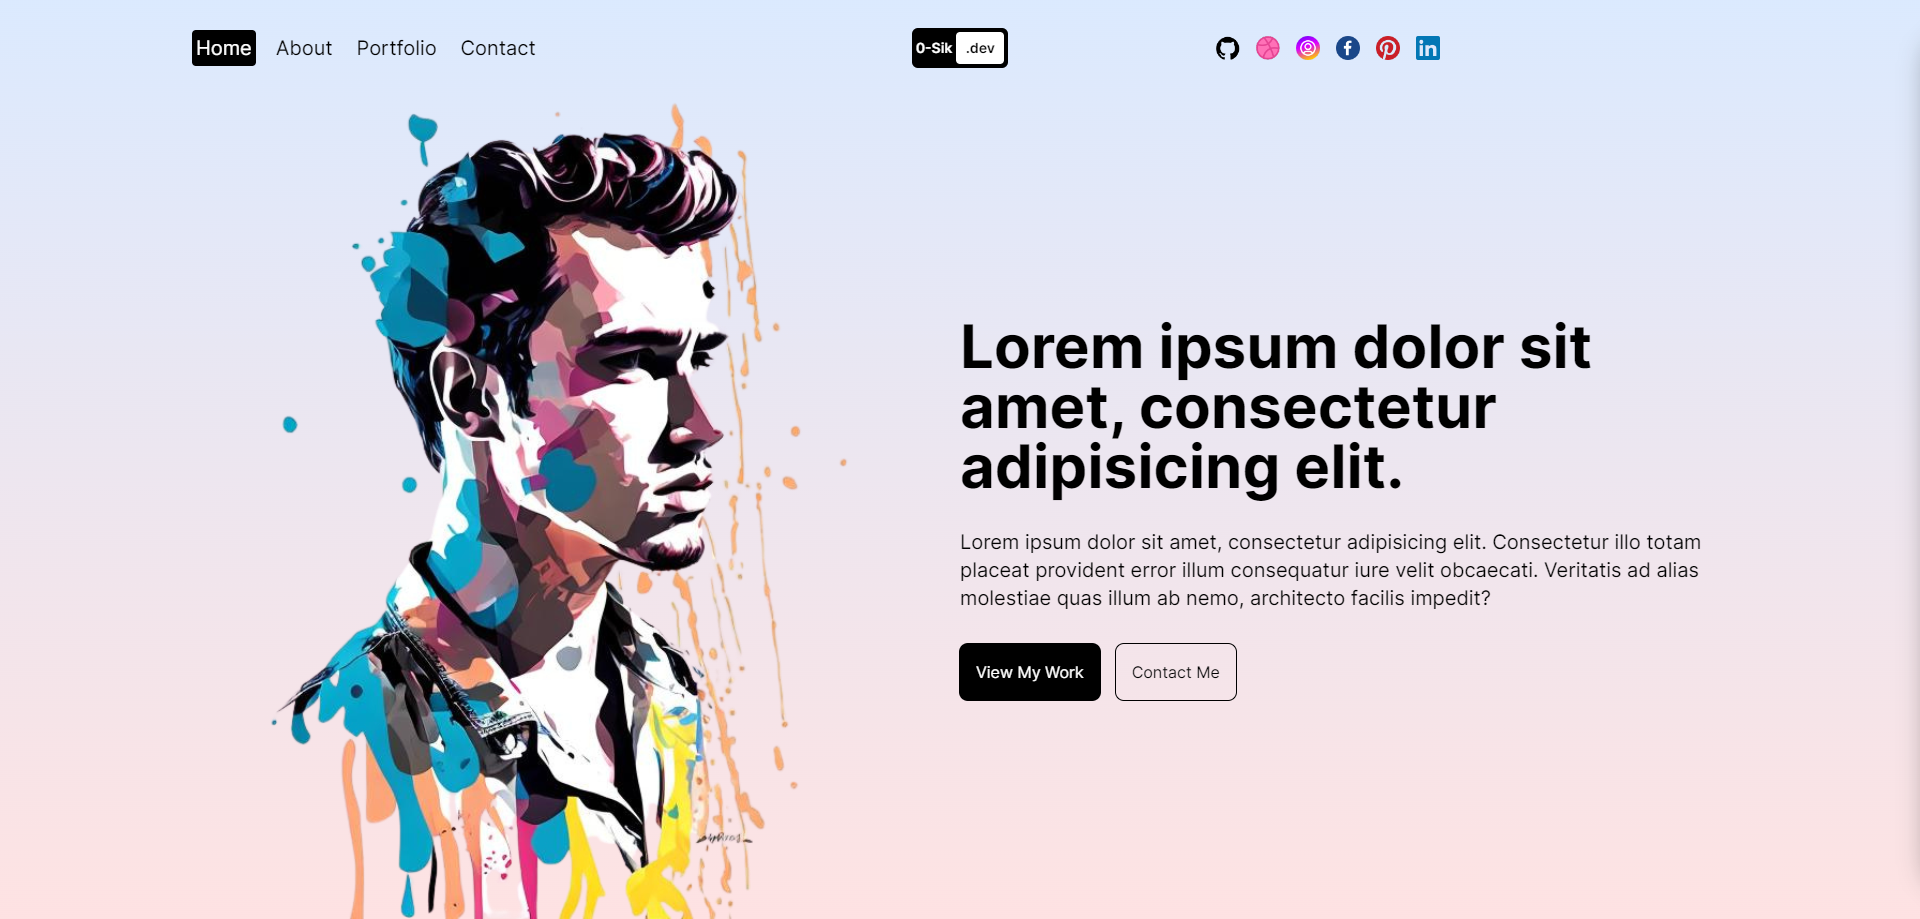 Home About Portfolio Contact 0-Sik .dev
Lorem ipsum dolor sit
amet, consectetur
adipisicing elit.
Lorem ipsum dolor sit amet, consectetur adipisicing elit. Consectetur illo totam
placeat provident error illum consequatur iure velit obcaecati. Veritatis ad alias
molestiae quas illum ab nemo, architecto facilis impedit?
View My Work Contact Me